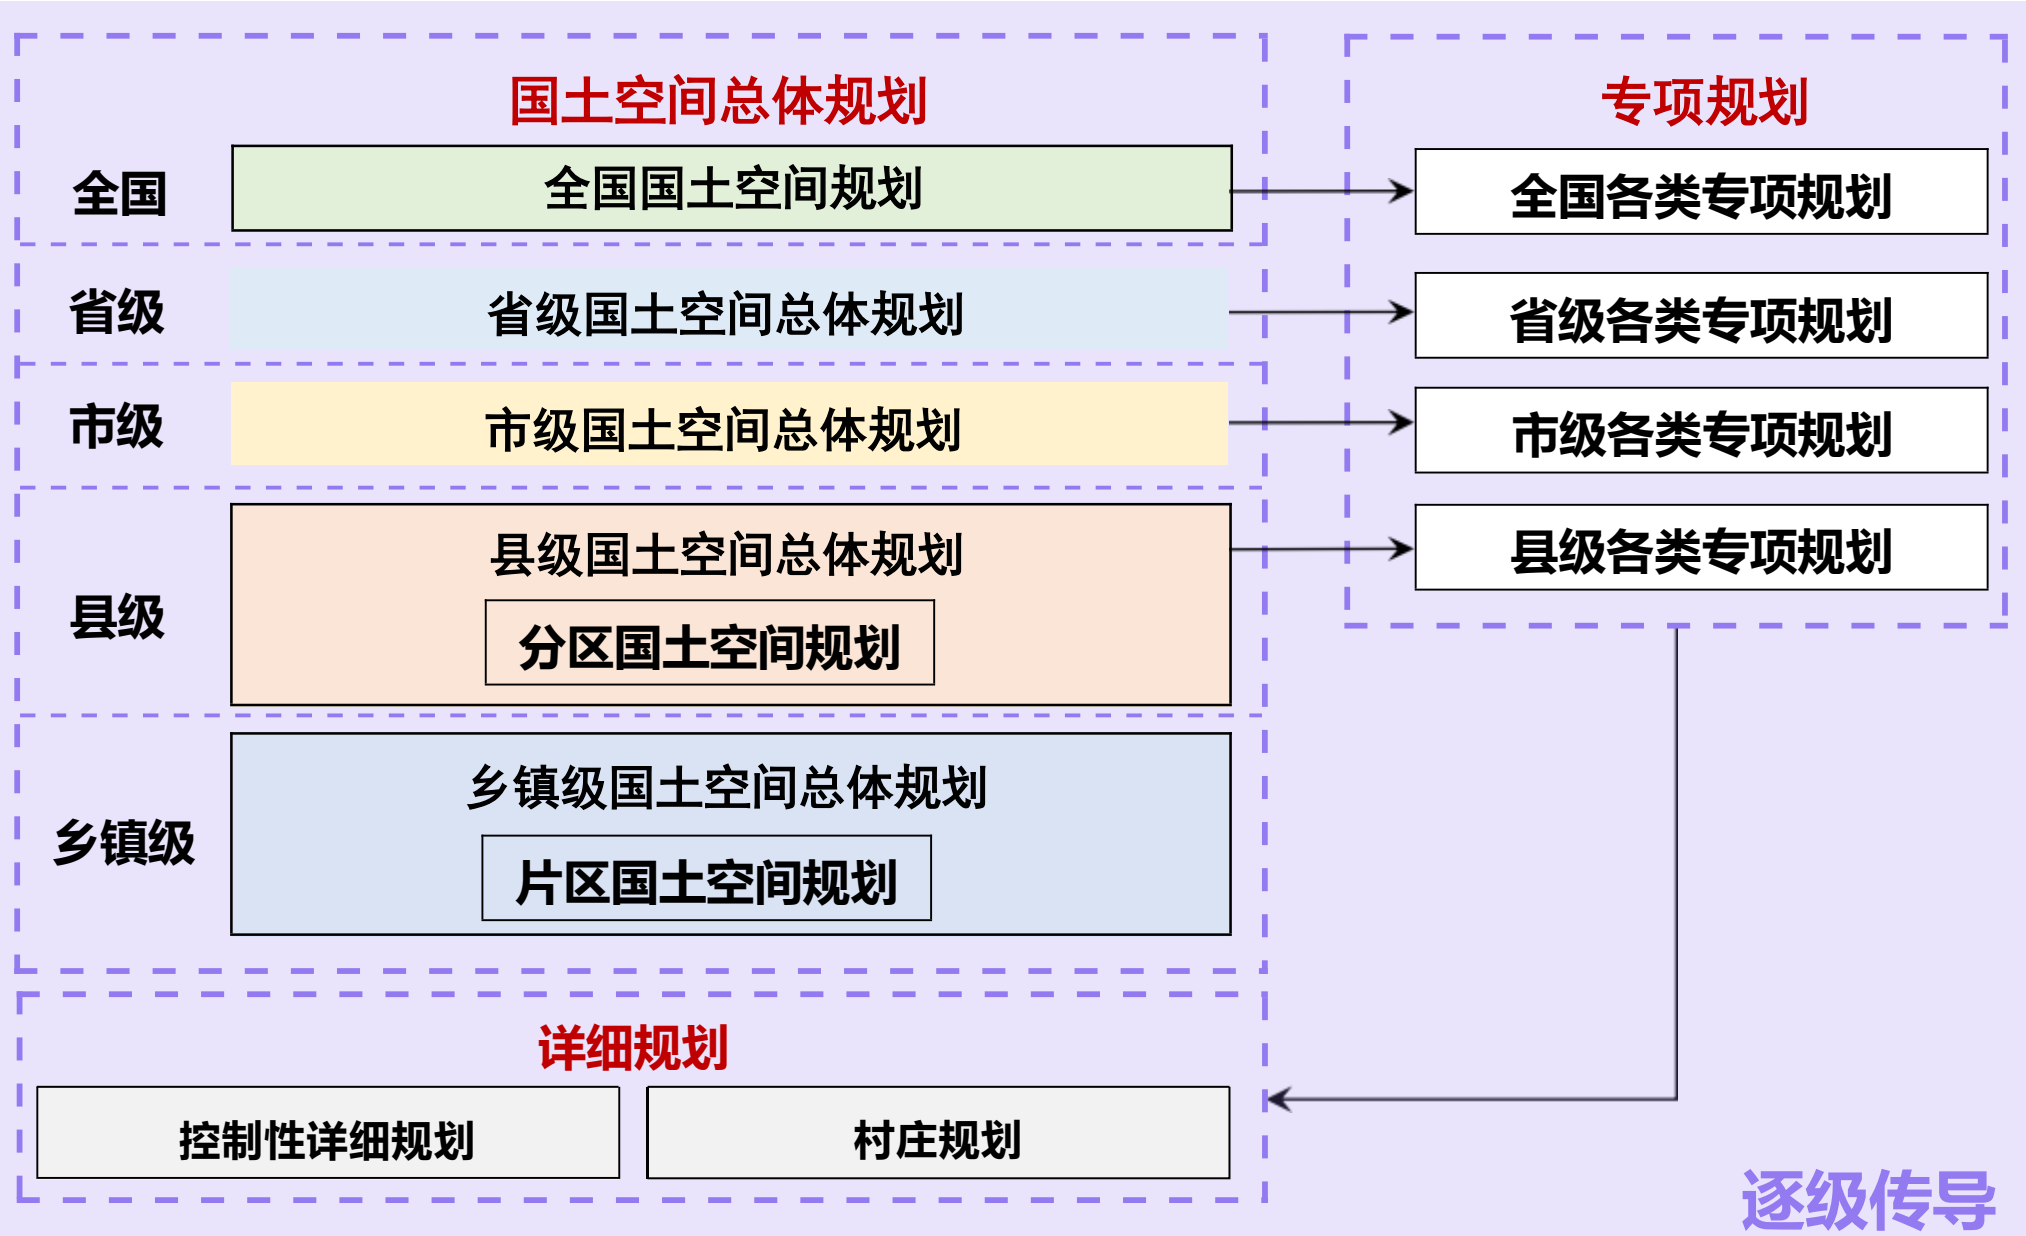 国土空间总体规划
专项规划
全国
全国国土空间规划
全国各类专项规划
省级
省级国土空间总体规划
省级各类专项规划
市级
市级国土空间总体规划
市级各类专项规划
县级
县级国土空间总体规划
分区国土空间规划
县级各类专项规划
乡镇级
乡镇级国土空间总体规划
片区国土空间规划
详细规划
控制性详细规划
村庄规划
逐级传导